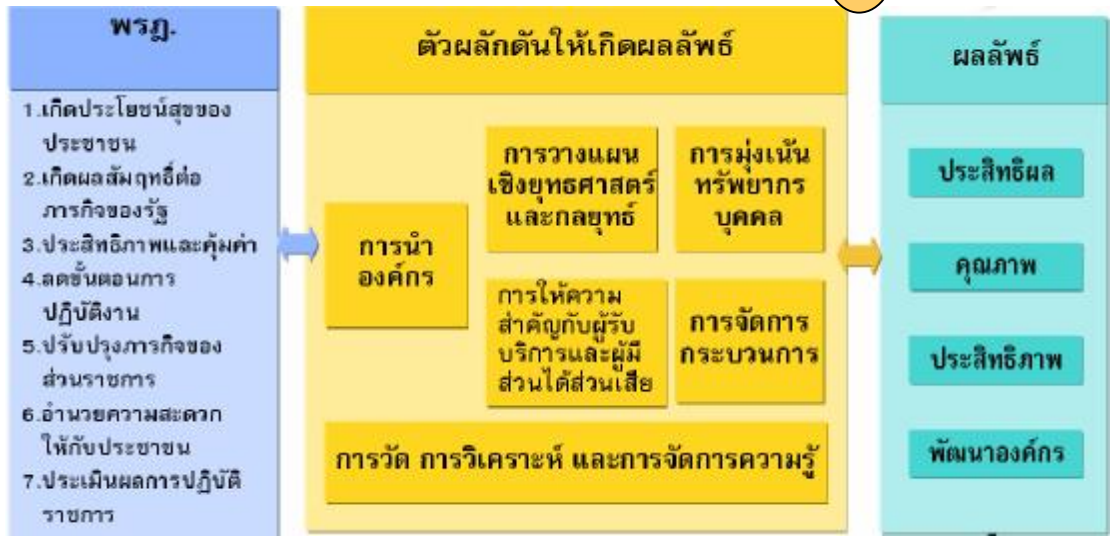 พรฎ.
1.เกิดประโยชน์สุขของ
ประชาชน
2.เกิดผลสัมฤทธิ์ต่อ
ภารกิจของรัฐ
3.ประสิทธิภาพและคุ้มค่า
4.ลดขั้นตอนการ
ปฏิบัติงาน
5.ปรับปรุงภารกิจของ
ส่วนราชการ
6.อำนวยความสะดวก
ให้กับประชาชน
7.ประเมินผลการปฏิบัติ
ราชการ
ตัวผลักดันให้เกิดผลลัพธ์
การนำ
องค์กร
การวางแผน
เชิงยุทธศาสตร์
และกลยุทธ์
การมุ่งเน้น
ทรัพยากร
บุคคล
การให้ความ
สำคัญกับผู้รับ
บริการและผู้มี
ส่วนได้ส่วนเสีย
การจัดการ
กระบวนการ
การวัด การวิเคราะห์ และการจัดการความรู้
ผลลัพธ์
ประสิทธิผล
คุณภาพ
ประสิทธิภาพ
พัฒนาองค์กร